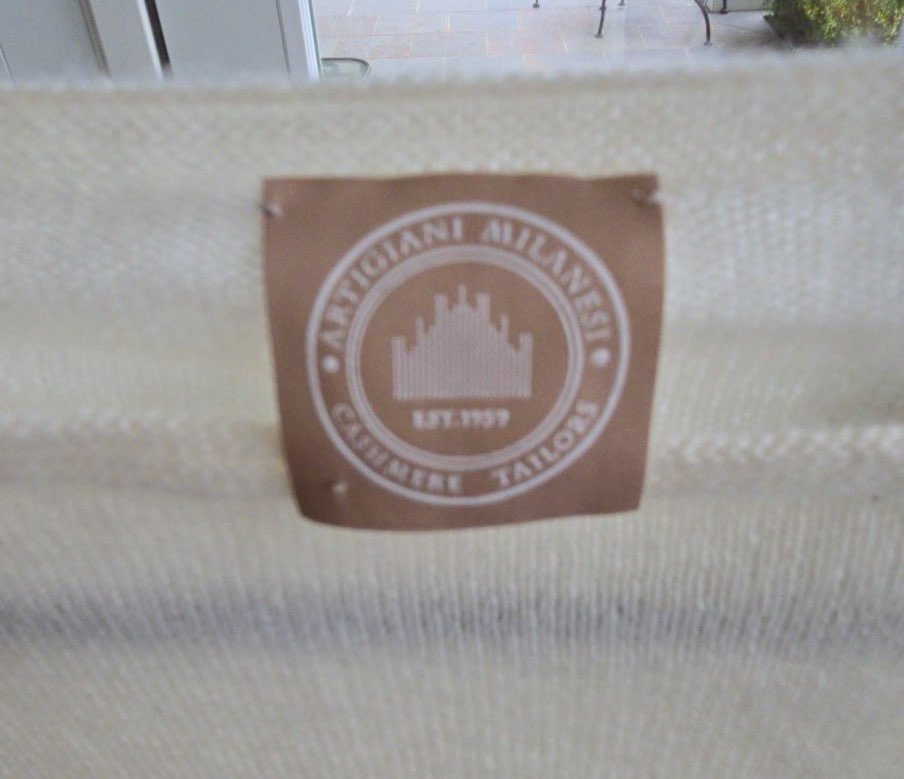 ARTIGIANI MILANESI
EST. 1959
CASHMERE TAILORS